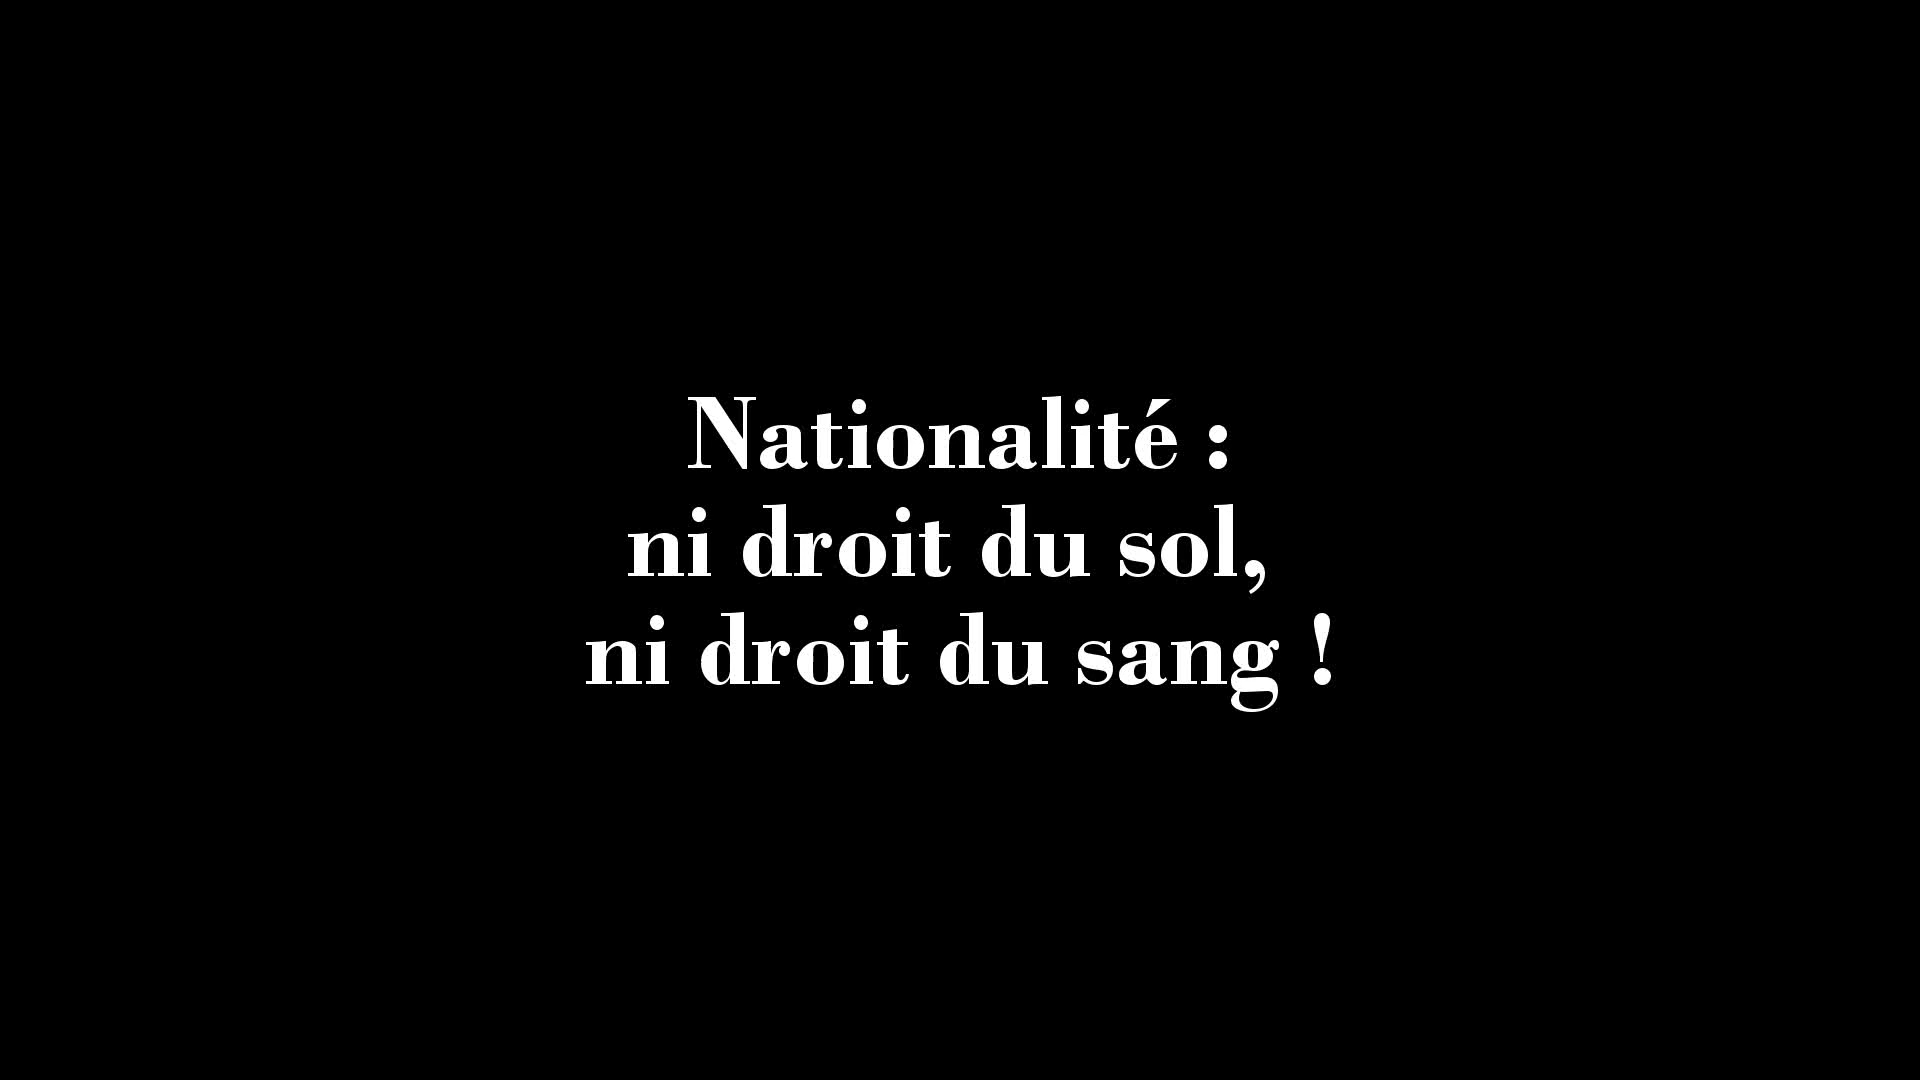 Nationalité :
ni droit du sol,
ni droit du sang !